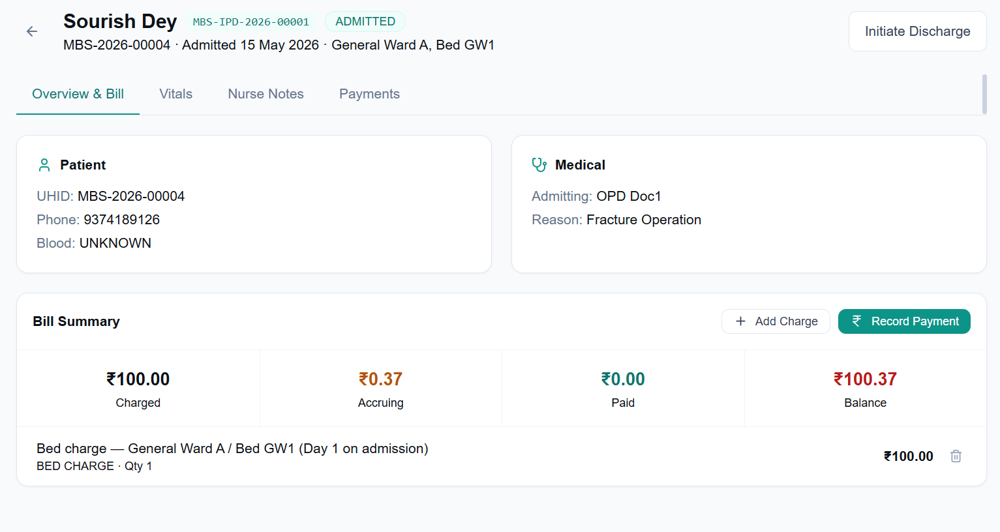 Sourish Dey MBS-IPD-2026-00001 ADMITTED
MBS-2026-00004 · Admitted 15 May 2026 · General Ward A, Bed GW1
Initiate Discharge
Overview & Bill Vitals Nurse Notes Payments
Patient
UHID: MBS-2026-00004
Phone: 9374189126
Blood: UNKNOWN
Medical
Admitting: OPD Doc1
Reason: Fracture Operation
Bill Summary
Add Charge
₹ Record Payment
₹100.00
Charged
₹0.37
Accruing
₹0.00
Paid
₹100.37
Balance
Bed charge — General Ward A / Bed GW1 (Day 1 on admission)
BED CHARGE · Qty 1
₹100.00